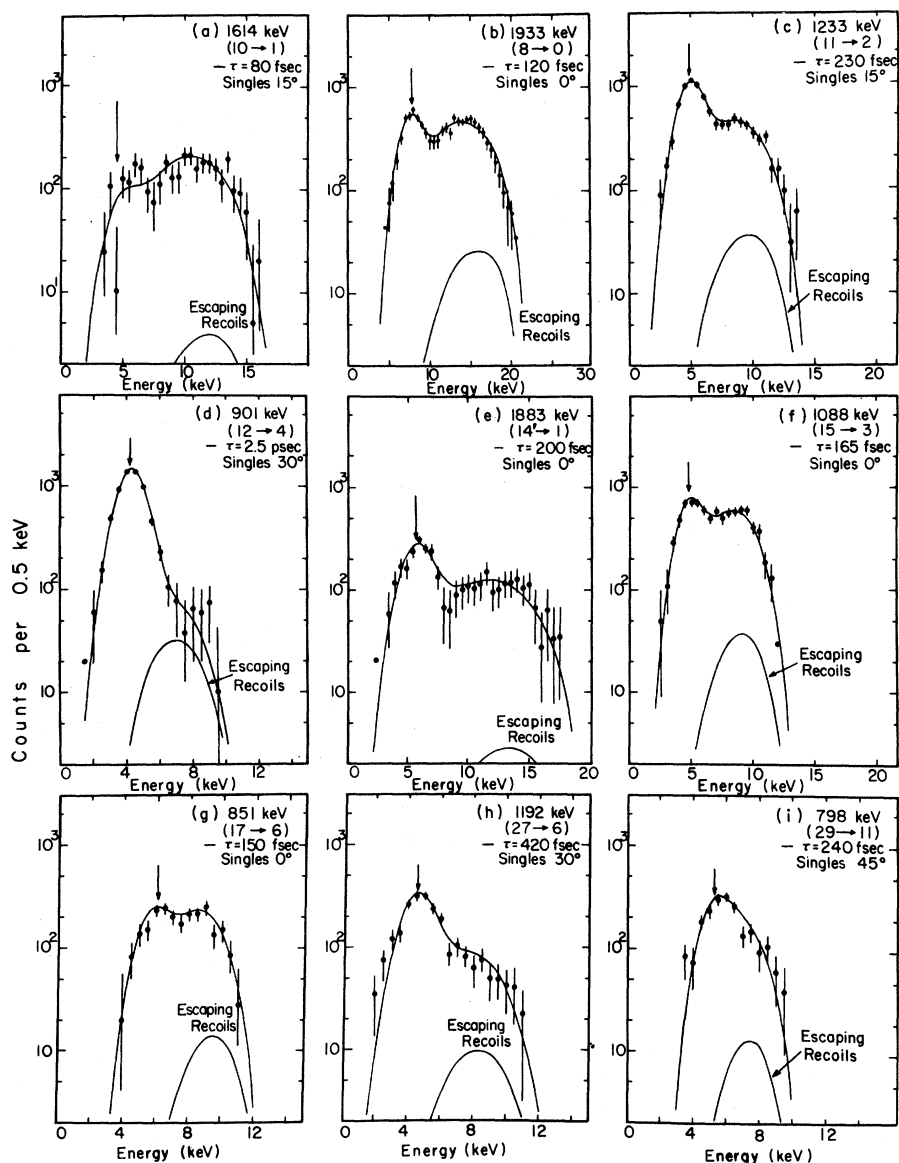 Counts per 0.5 keV
(a) 1614 keV
(10→1)
— τ=80 fsec
Singles 15°
10³
10²
10¹
Escaping
Recoils
0 5 10 15
Energy (keV)
(b) 1933 keV
(8→0)
— τ=120 fsec
Singles 0°
10³
10²
10
Escaping
Recoils
0 10 20 30
Energy (keV)
(c) 1233 keV
(11→2)
— τ=230 fsec
Singles 15°
10³
10²
10
Escaping
Recoils
0 5 10 15 20
Energy (keV)
(d) 901 keV
(12→4)
— τ=2.5 psec
Singles 30°
10³
10²
10
Escaping
Recoils
0 4 8 12
Energy (keV)
(e) 1883 keV
(14'→1)
— τ=200 fsec
Singles 0°
10³
10²
10
Escaping
Recoils
0 5 10 15 20
Energy (keV)
(f) 1088 keV
(15→3)
— τ=165 fsec
Singles 0°
10³
10²
10
Escaping
Recoils
0 5 10 15 20
Energy (keV)
(g) 851 keV
(17→6)
— τ=150 fsec
Singles 0°
10³
10²
10
Escaping
Recoils
0 4 8 12
Energy (keV)
(h) 1192 keV
(27→6)
— τ=420 fsec
Singles 30°
10³
10²
10
Escaping
Recoils
0 4 8 12
Energy (keV)
(i) 798 keV
(29→11)
— τ=240 fsec
Singles 45°
10³
10²
10
Escaping
Recoils
0 4 8 12
Energy (keV)